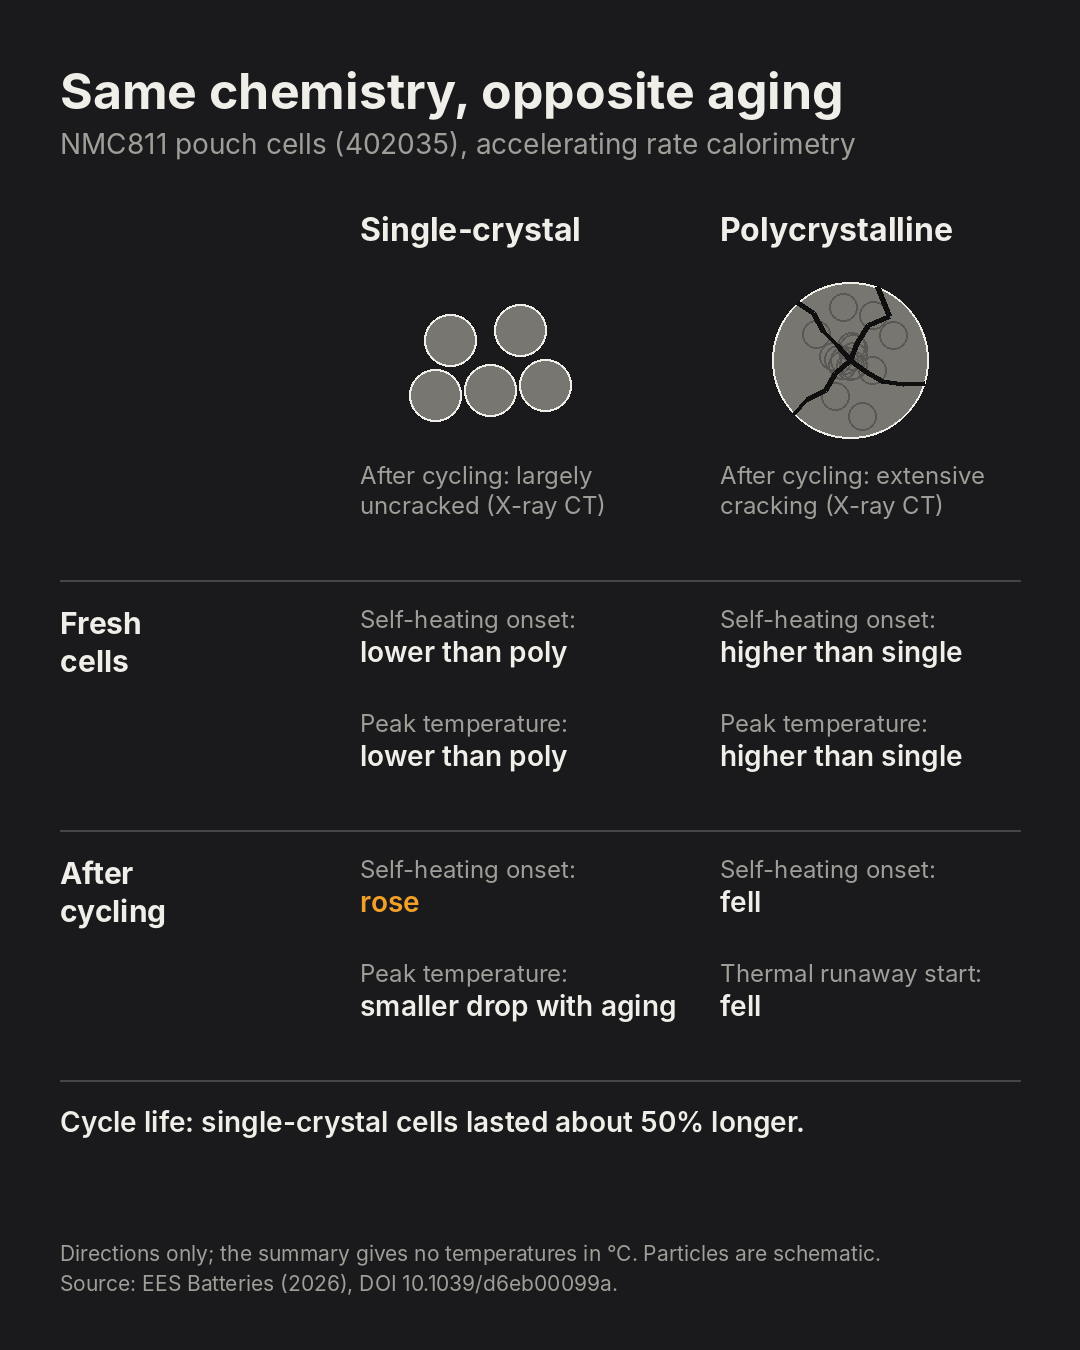 Same chemistry, opposite aging
NMC811 pouch cells (402035), accelerating rate calorimetry
Single-crystal
Polycrystalline
After cycling: largely
uncracked (X-ray CT)
After cycling: extensive
cracking (X-ray CT)
Fresh
cells
Self-heating onset:
lower than poly
Self-heating onset:
higher than single
Peak temperature:
lower than poly
Peak temperature:
higher than single
After
cycling
Self-heating onset:
rose
Self-heating onset:
fell
Peak temperature:
smaller drop with aging
Thermal runaway start:
fell
Cycle life: single-crystal cells lasted about 50% longer.
Directions only; the summary gives no temperatures in °C. Particles are schematic.
Source: EES Batteries (2026), DOI 10.1039/d6eb00099a.